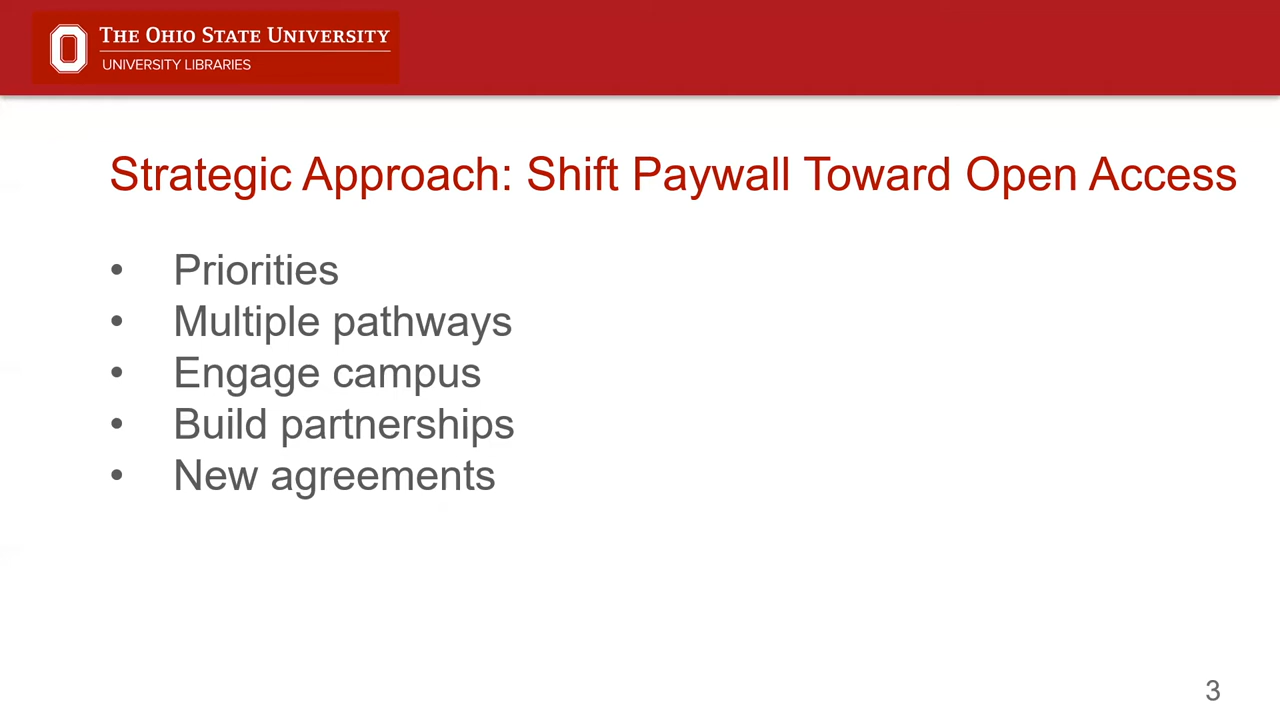 THE OHIO STATE UNIVERSITY
UNIVERSITY LIBRARIES
Strategic Approach: Shift Paywall Toward Open Access
• Priorities
• Multiple pathways
• Engage campus
• Build partnerships
• New agreements
3